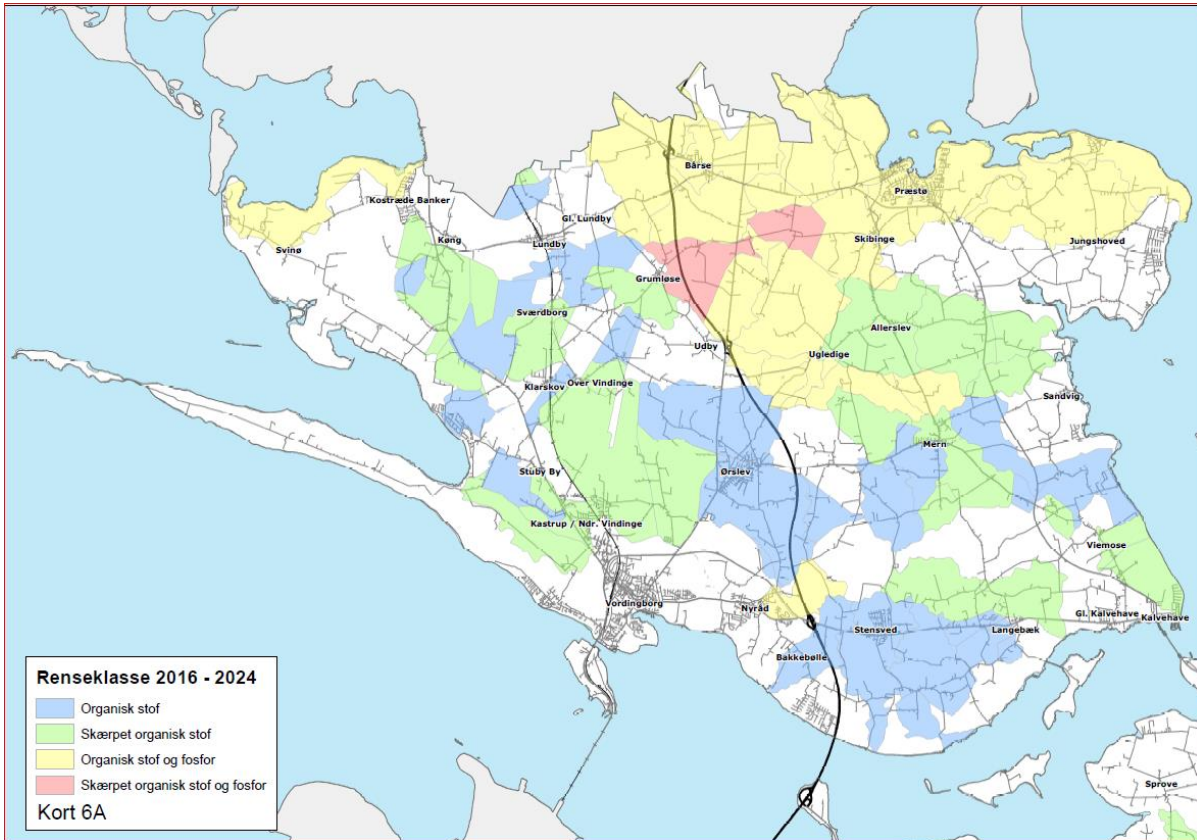 Bårse
Præstø
Kostræde Banker
Gl. Lundby
Køng
Lundby
Skibinge
Jungshoved
Svinø
Grumløse
Sværdborg
Allerslev
Udby
Ugledige
Klarskov
Over Vindinge
Sandvig
Mern
Stuby By
Ørslev
Kastrup / Ndr. Vindinge
Viemose
Vordingborg
Nyråd
Gl. Kalvehave
Kalvehave
Stensved
Langebæk
Bakkebølle
Sprove
Renseklasse 2016 - 2024
Organisk stof
Skærpet organisk stof
Organisk stof og fosfor
Skærpet organisk stof og fosfor
Kort 6A